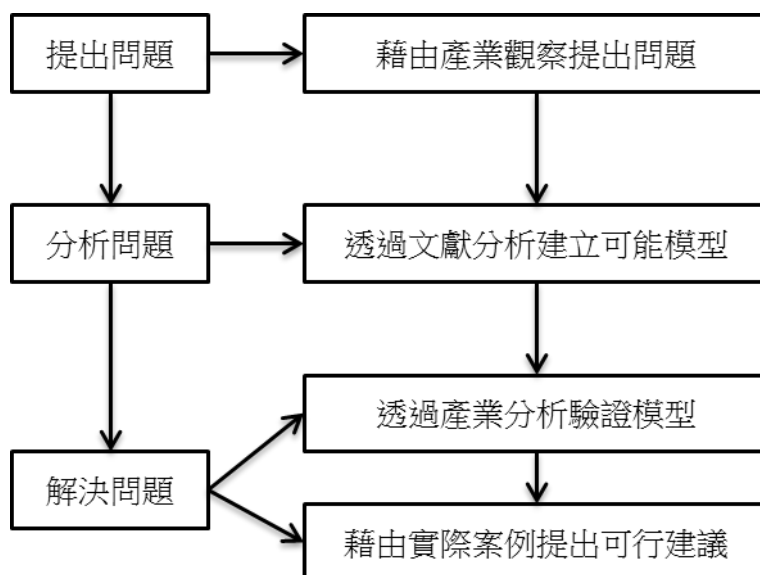 提出問題
藉由產業觀察提出問題
分析問題
透過文獻分析建立可能模型
透過產業分析驗證模型
解決問題
藉由實際案例提出可行建議